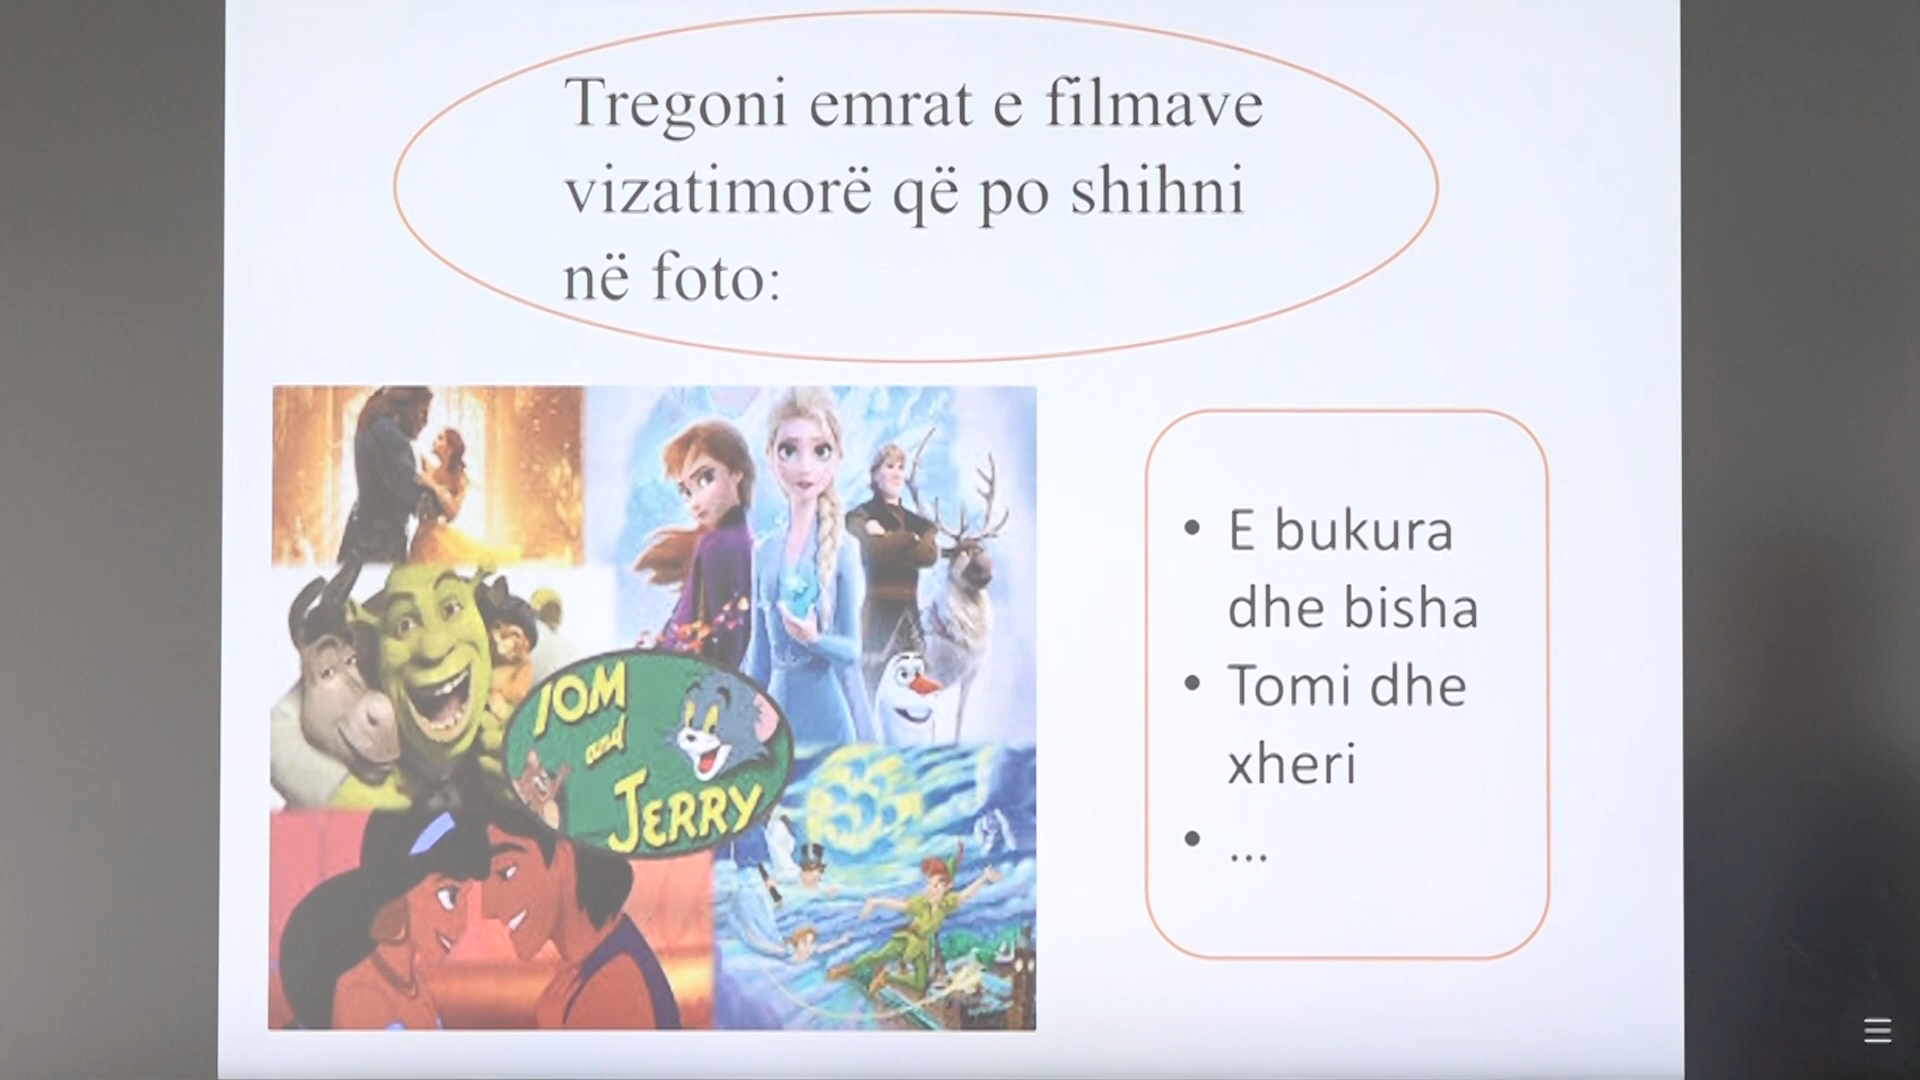 Tregoni emrat e filmave
vizatimorë që po shihni
në foto:
TOM
and
JERRY
• E bukura
dhe bisha
• Tomi dhe
xheri
• ...